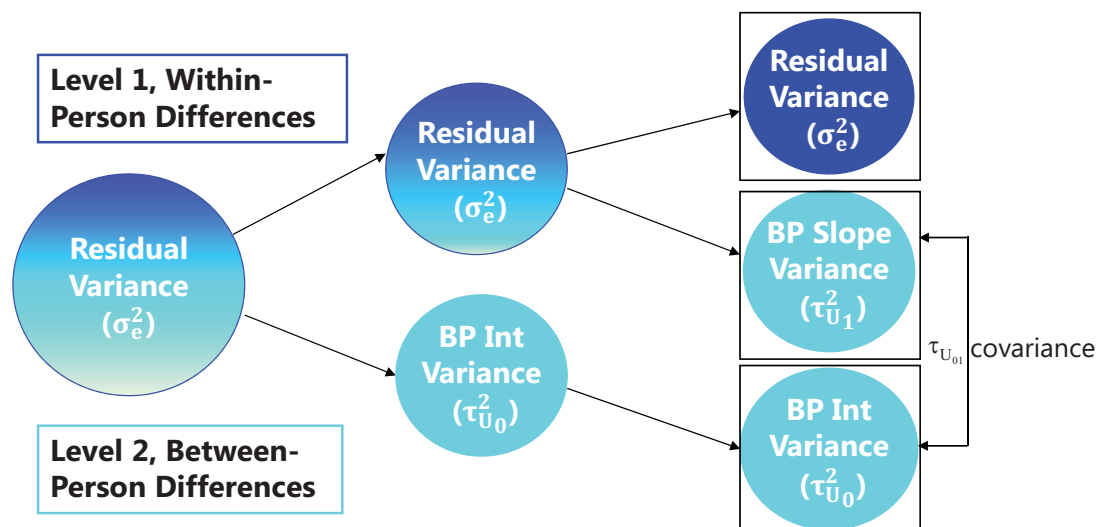 Level 1, Within-
Person Differences
Residual
Variance
(σ²ₑ)
Residual
Variance
(σ²ₑ)
BP Int
Variance
(τ²U₀)
Residual
Variance
(σ²ₑ)
BP Slope
Variance
(τ²U₁)
BP Int
Variance
(τ²U₀)
τU₀₁ covariance
Level 2, Between-
Person Differences